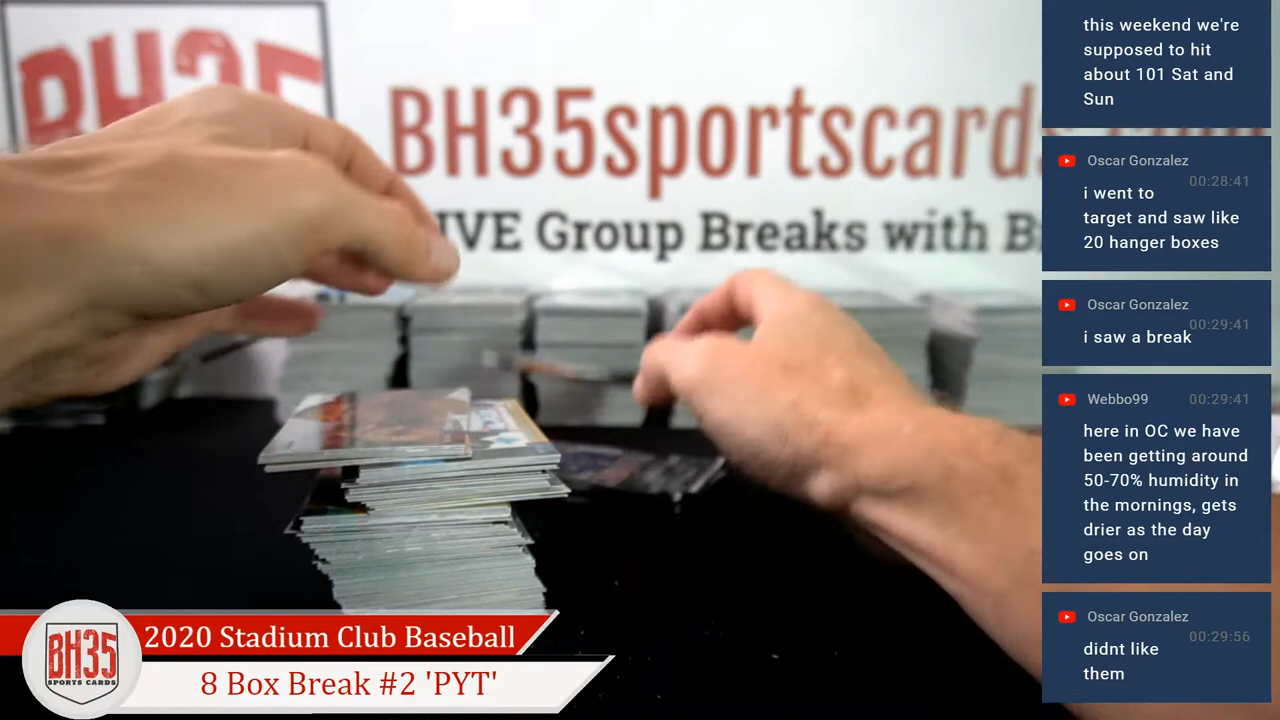 BH35
BH35sportscards
LIVE Group Breaks with B
this weekend we're
supposed to hit
about 101 Sat and
Sun
Oscar Gonzalez
00:28:41
i went to
target and saw like
20 hanger boxes
Oscar Gonzalez
00:29:41
i saw a break
Webbo99 00:29:41
here in OC we have
been getting around
50-70% humidity in
the mornings, gets
drier as the day
goes on
Oscar Gonzalez
00:29:56
didnt like
them
BH35
SPORTS CARDS
2020 Stadium Club Baseball
8 Box Break #2 'PYT'